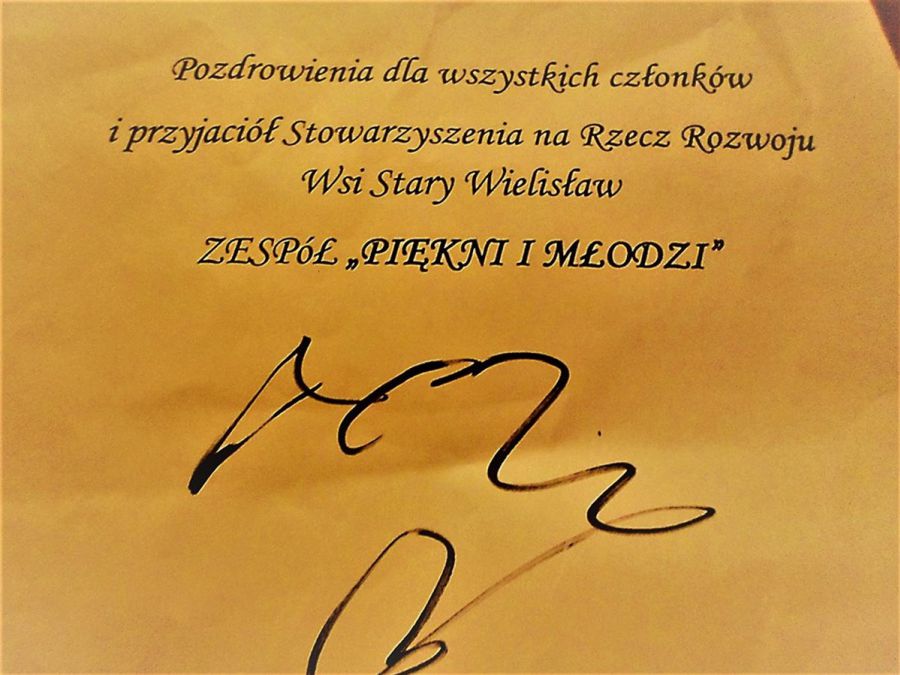 Pozdrowienia dla wszystkich członków
i przyjaciół Stowarzyszenia na Rzecz Rozwoju
Wsi Stary Wielisław
ZESPóŁ „PIĘKNI I MŁODZI”